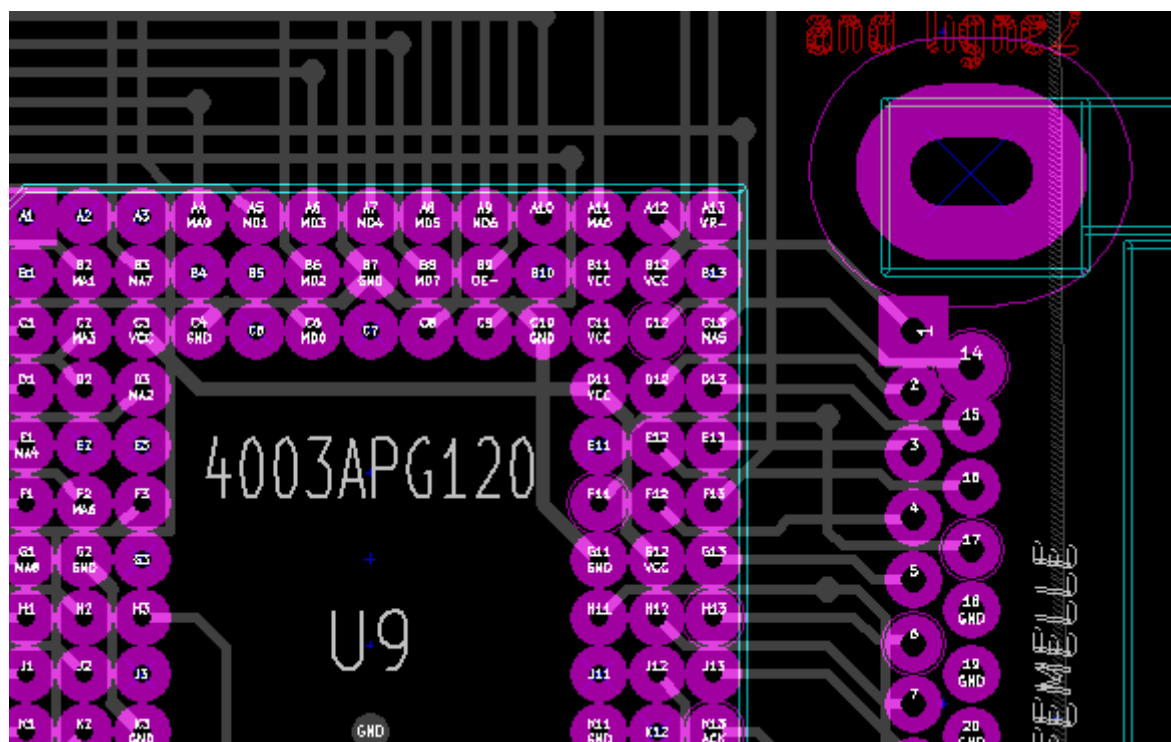 and ligne2
A1 A2 A3 A4 A5 A6 A7 A8 A9 A10 A11 A12 A13
MA9 MD1 MD3 MD4 MD5 MD6 MA0 VR-
B1 B2 B3 B4 B5 B6 B7 B8 B9 B10 B11 B12 B13
MA1 MA7 MD2 GND MD7 OE- VCC VCC
C1 C2 C3 C4 C5 C6 C7 C8 C9 C10 C11 C12 C13 1
MA3 VCC GND MD0 GND VCC MA5
14
D1 D2 D3 D11 D12 D13 2
MA2 VCC
15
E1 E2 E3 E11 E12 E13 3
MA4
4003APG120
16
F1 F2 F3 F11 F12 F13 4
MA6
17
G1 G2 G3 G11 G12 G13 5
MA8 GND GND VCC
18
GND
H1 H2 H3 H11 H12 H13 6
U9
19
GND
J1 J2 J3 J11 J12 J13 7
K1 K2 K3 GND K11 K12 K13 20
GND GND ACK GND
FEMELLE